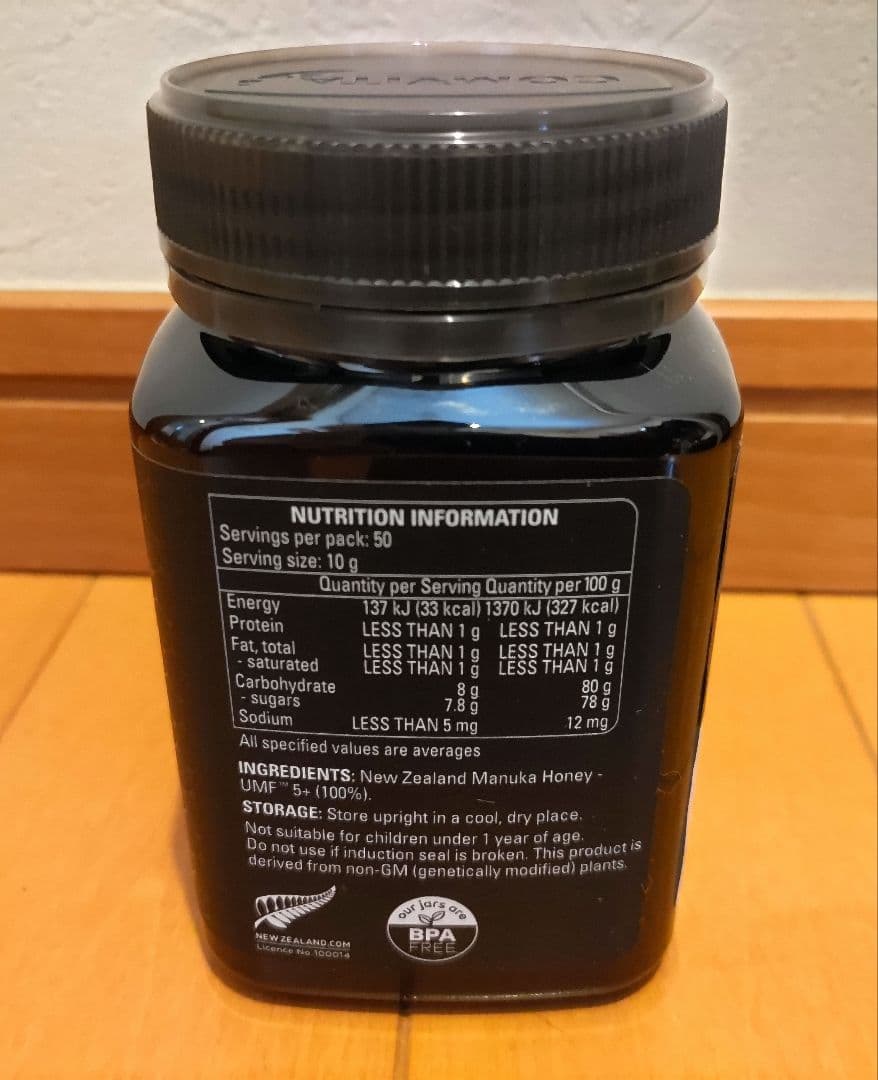 COMVITA
NUTRITION INFORMATION
Servings per pack: 50
Serving size: 10 g
Quantity per Serving Quantity per 100 g
Energy 137 kJ (33 kcal) 1370 kJ (327 kcal)
Protein LESS THAN 1 g LESS THAN 1 g
Fat, total LESS THAN 1 g LESS THAN 1 g
- saturated LESS THAN 1 g LESS THAN 1 g
Carbohydrate 8 g 80 g
- sugars 7.8 g 78 g
Sodium LESS THAN 5 mg 12 mg
All specified values are averages
INGREDIENTS: New Zealand Manuka Honey -
UMF™ 5+ (100%).
STORAGE: Store upright in a cool, dry place.
Not suitable for children under 1 year of age.
Do not use if induction seal is broken. This product is
derived from non-GM (genetically modified) plants.
NEWZEALAND.COM
Licence No 100014
our jars are
BPA
FREE